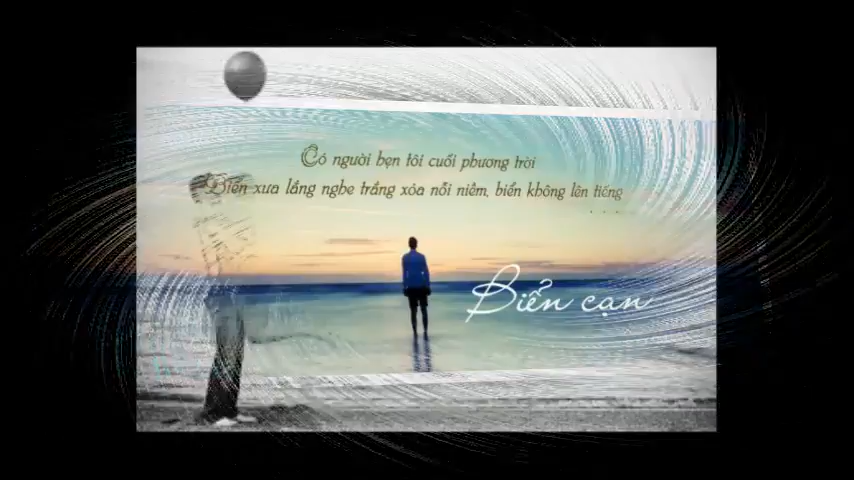 Có người hẹn tôi cuối phương trời
Biển xưa lắng nghe trắng xóa nỗi niềm, biển không lên tiếng
. . .
Biển cạn